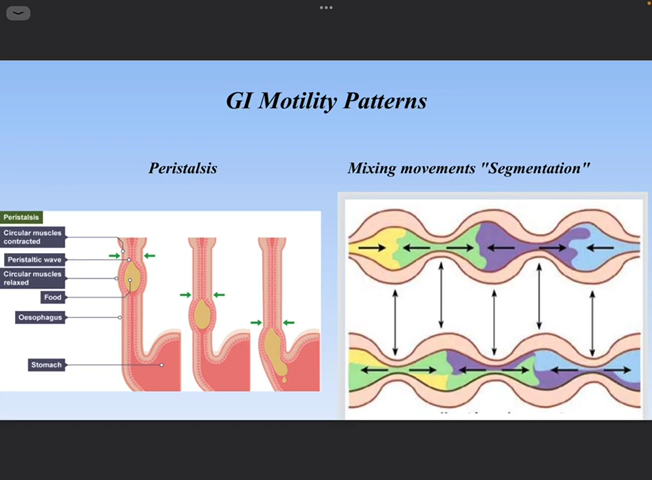 GI Motility Patterns
Peristalsis
Mixing movements "Segmentation"
Peristalsis
Circular muscles
contracted
Peristaltic wave
Circular muscles
relaxed
Food
Oesophagus
Stomach